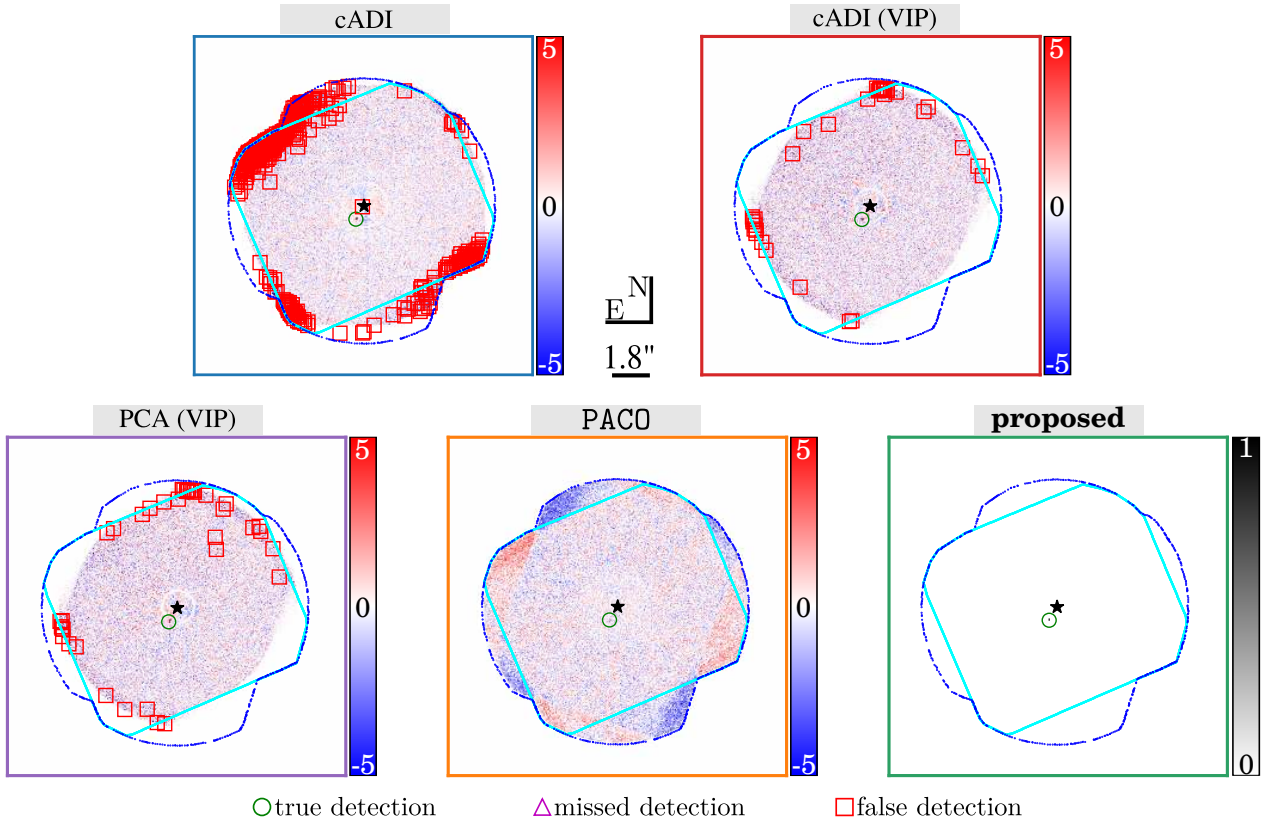 cADI
cADI (VIP)
5
0
-5
5
0
-5
N
E
1.8"
PCA (VIP)
PACO
proposed
5
0
-5
5
0
-5
1
0
true detection
missed detection
false detection